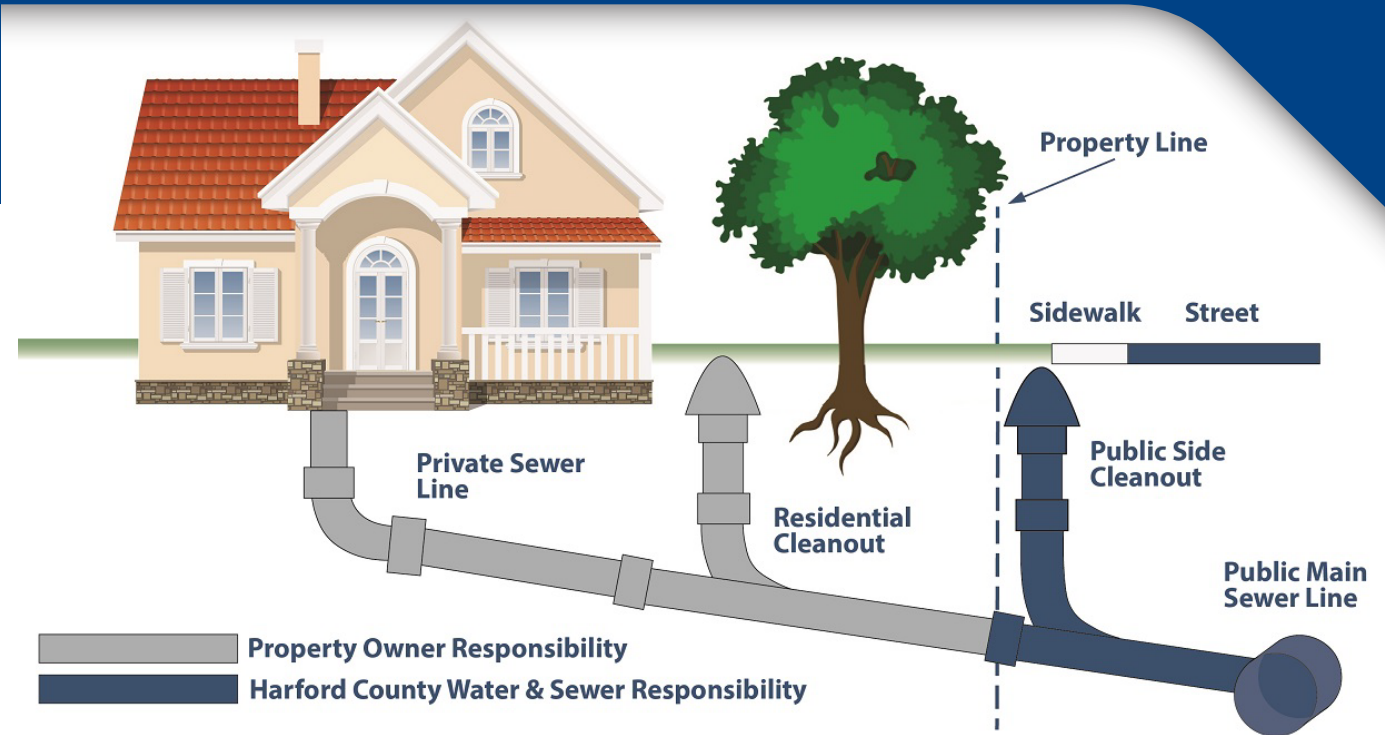 Property Line
Sidewalk Street
Public Side
Cleanout
Private Sewer
Line
Residential
Cleanout
Public Main
Sewer Line
Property Owner Responsibility
Harford County Water & Sewer Responsibility